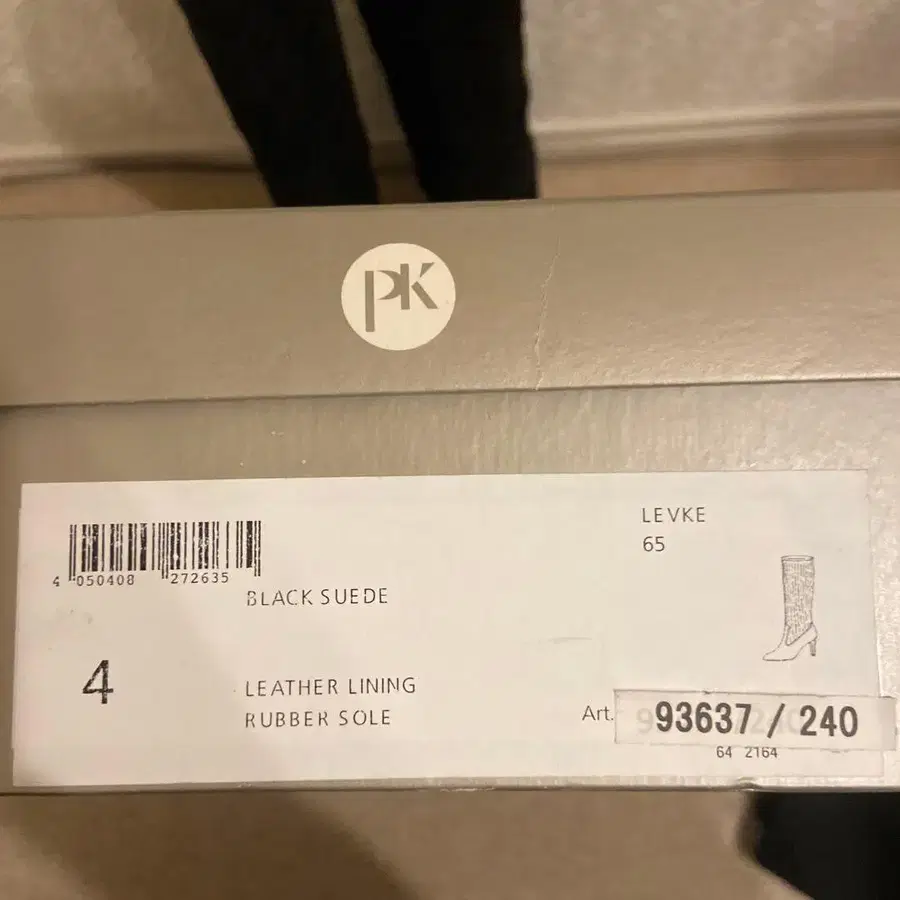 PK
LEVKE
65
4 050408 272635
BLACK SUEDE
4
LEATHER LINING
RUBBER SOLE
Art. 93637 / 240
64 2164